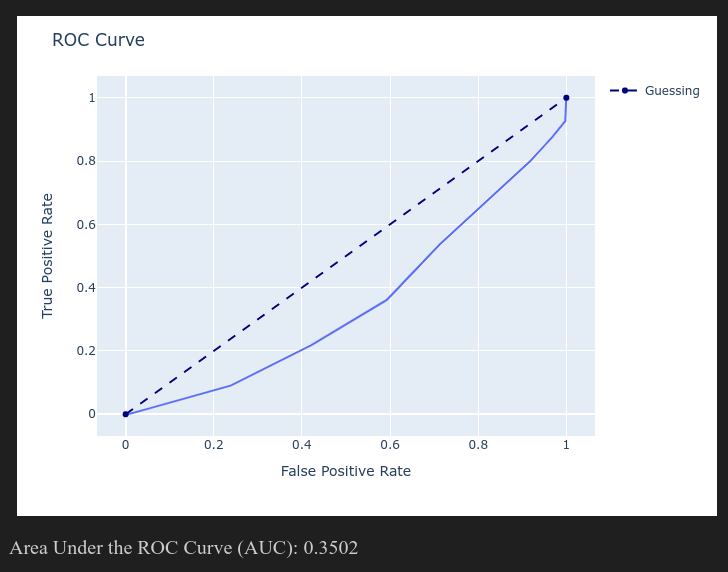 ROC Curve
Guessing
1
0.8
0.6
0.4
0.2
0
True Positive Rate
0
0.2
0.4
0.6
0.8
1
False Positive Rate
Area Under the ROC Curve (AUC): 0.3502